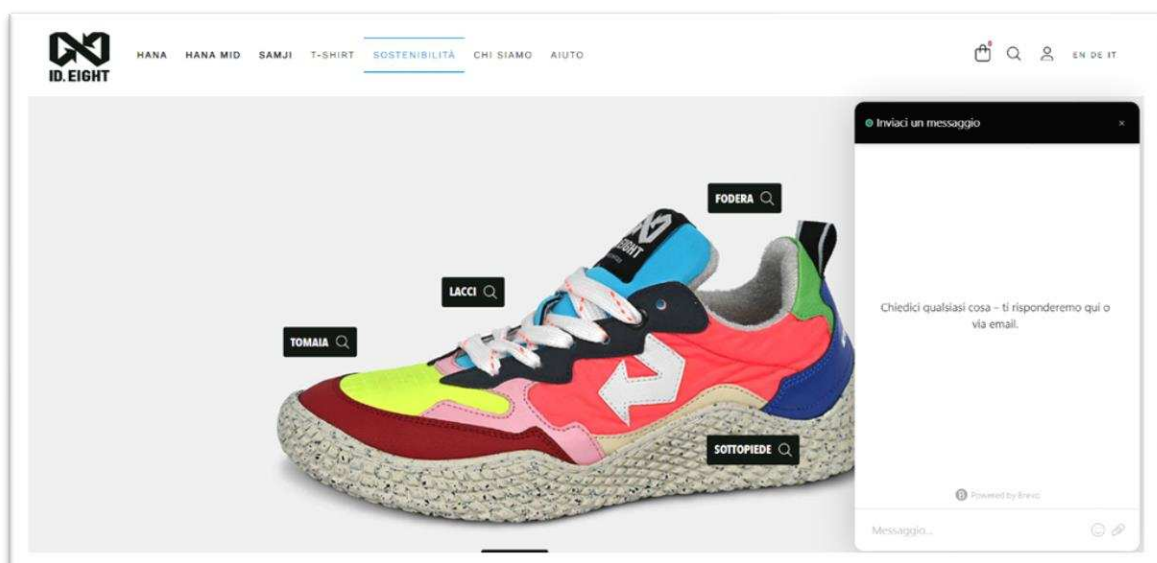 ID.EIGHT
HANA HANA MID SAMJI T-SHIRT SOSTENIBILITÀ CHI SIAMO AIUTO
EN DE IT
Inviaci un messaggio
FODERA
LACCI
TOMAIA
SOTTOPIEDE
Chiedici qualsiasi cosa – ti risponderemo qui o
via email.
Powered by Brevo
Messaggio...